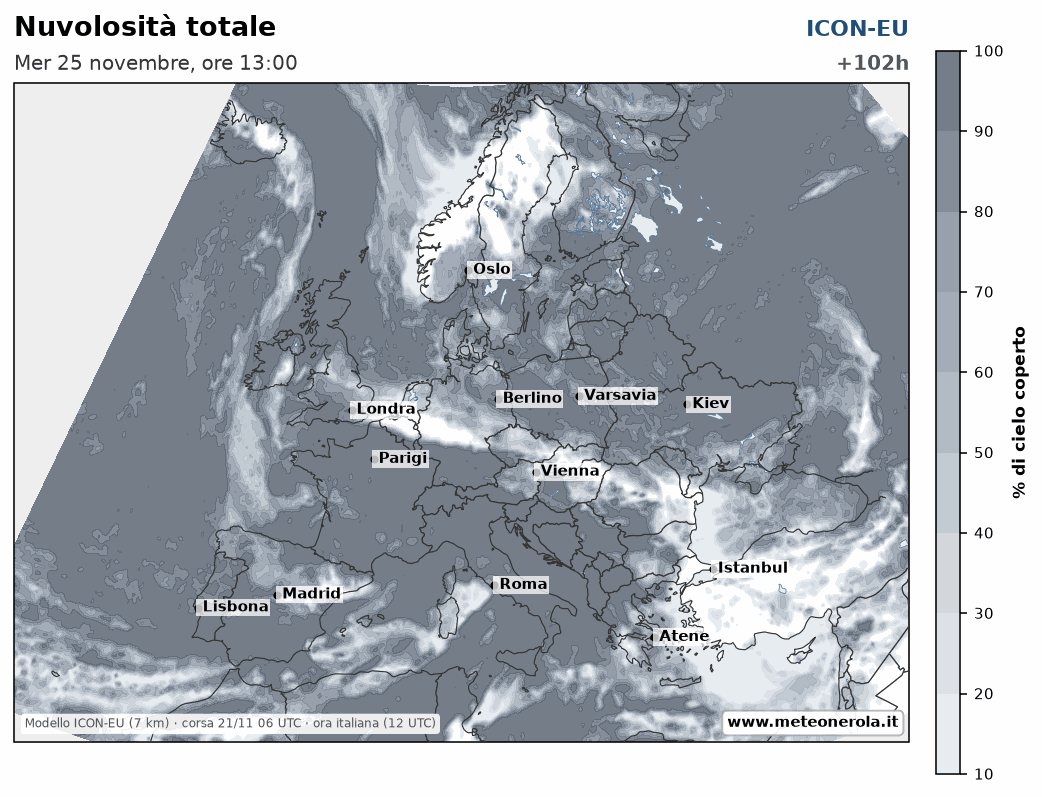 Nuvolosità totale
ICON-EU
Mer 25 novembre, ore 13:00
+102h
100
90
80
70
60
50
40
30
20
10
% di cielo coperto
Oslo
Londra
Berlino
Varsavia
Kiev
Parigi
Vienna
Istanbul
Roma
Madrid
Lisbona
Atene
Modello ICON-EU (7 km) · corsa 21/11 06 UTC · ora italiana (12 UTC)
www.meteonerola.it